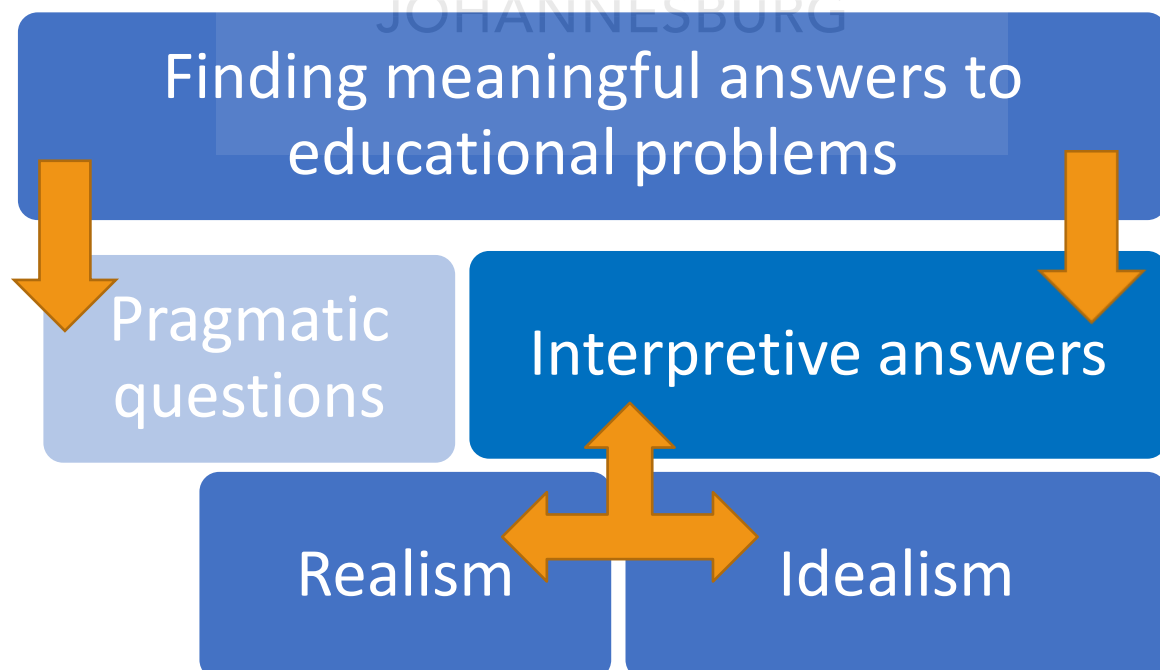 JOHANNESBURG
Finding meaningful answers to
educational problems
Pragmatic
questions
Interpretive answers
Realism
Idealism